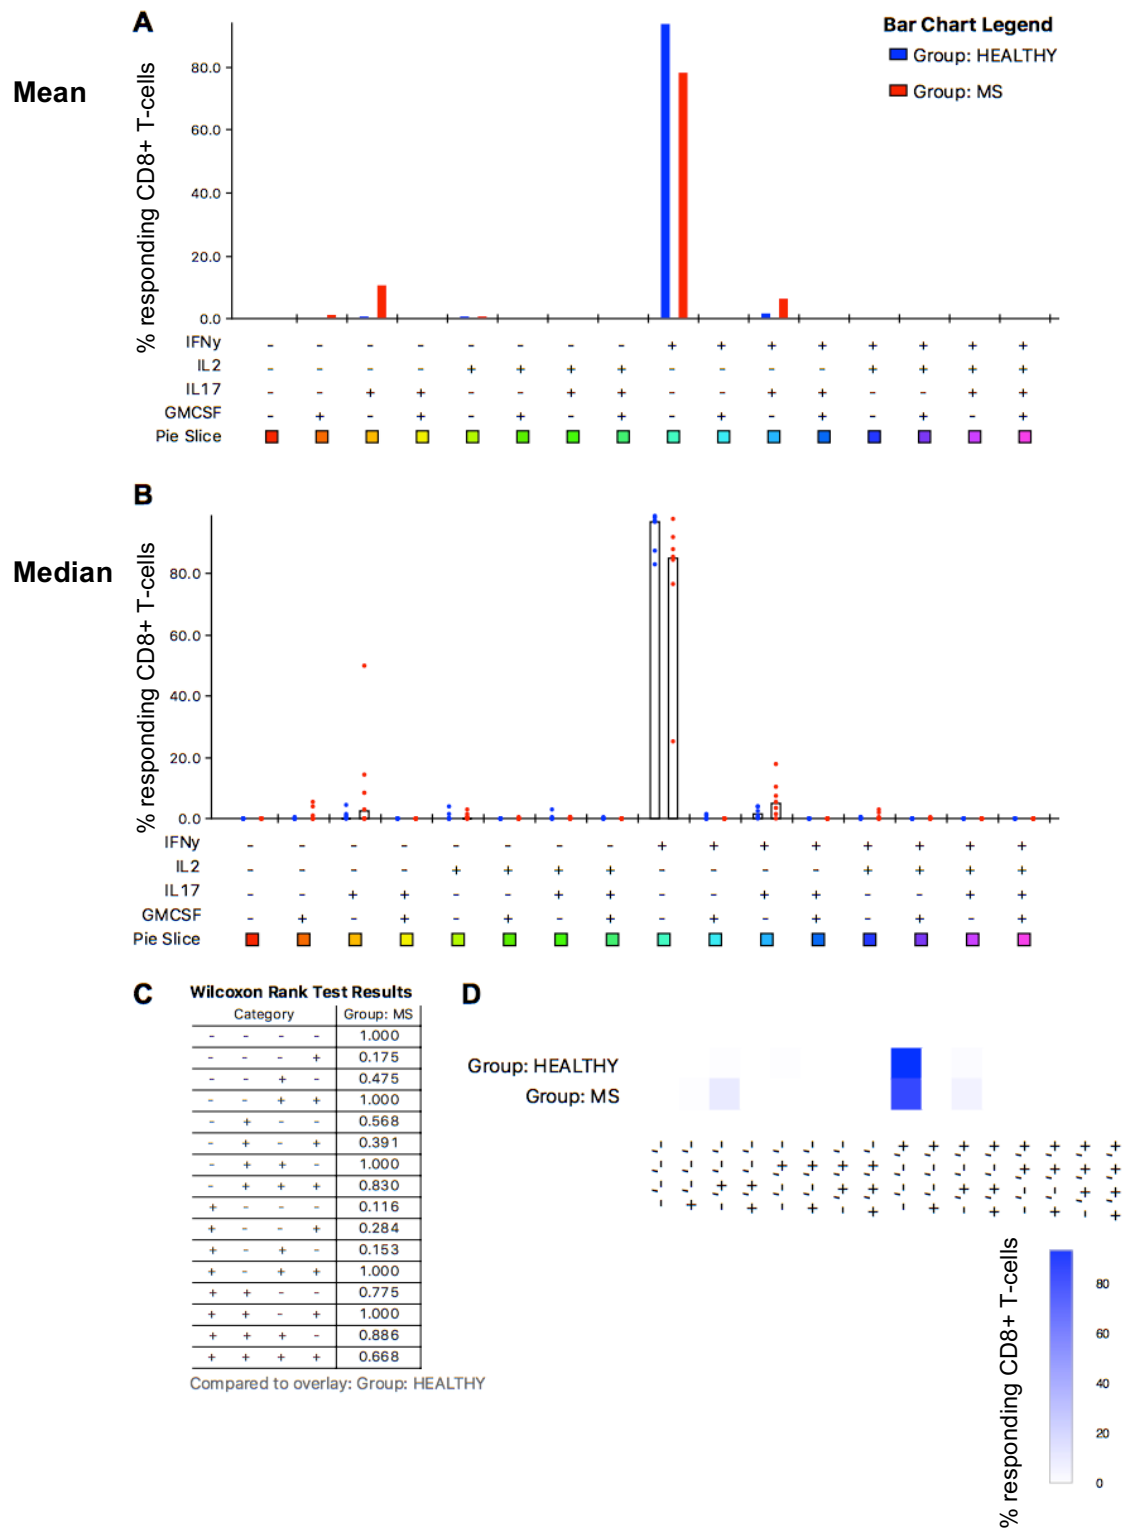 A
Bar Chart Legend
Group: HEALTHY
Group: MS
Mean
% responding CD8+ T-cells
80.0
60.0
40.0
20.0
0.0
IFNy - - - - - - - - + + + + + + + +
IL2 - - - - + + + + - - - - + + + +
IL17 - - + + - - + + - - + + - - + +
GMCSF - + - + - + - + - + - + - + - +
Pie Slice
B
Median
% responding CD8+ T-cells
80.0
60.0
40.0
20.0
0.0
IFNy - - - - - - - - + + + + + + + +
IL2 - - - - + + + + - - - - + + + +
IL17 - - + + - - + + - - + + - - + +
GMCSF - + - + - + - + - + - + - + - +
Pie Slice
C
Wilcoxon Rank Test Results
Category Group: MS
- - - - 1.000
- - - + 0.175
- - + - 0.475
- - + + 1.000
- + - - 0.568
- + - + 0.391
- + + - 1.000
- + + + 0.830
+ - - - 0.116
+ - - + 0.284
+ - + - 0.153
+ - + + 1.000
+ + - - 0.775
+ + - + 1.000
+ + + - 0.886
+ + + + 0.668
Compared to overlay: Group: HEALTHY
D
Group: HEALTHY
Group: MS
-,-,-,-
-,-,-,+
-,-,+,-
-,-,+,+
-,+,-,-
-,+,-,+
-,+,+,-
-,+,+,+
+,-,-,-
+,-,-,+
+,-,+,-
+,-,+,+
+,+,-,-
+,+,-,+
+,+,+,-
+,+,+,+
% responding CD8+ T-cells
80
60
40
20
0